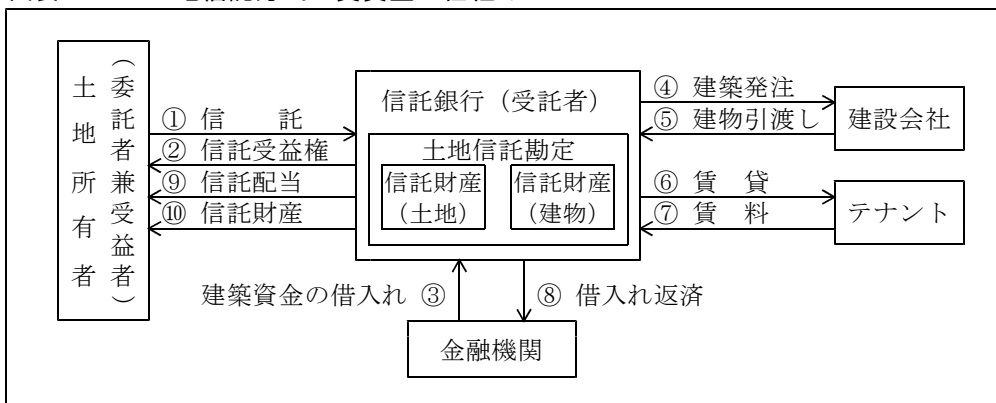 土地所有者
（委託者兼受益者）
① 信　　託
② 信託受益権
⑨ 信託配当
⑩ 信託財産
信託銀行（受託者）
土地信託勘定
信託財産
（土地）
信託財産
（建物）
④ 建築発注
⑤ 建物引渡し
建設会社
⑥ 賃　貸
⑦ 賃　料
テナント
建築資金の借入れ ③
⑧ 借入れ返済
金融機関